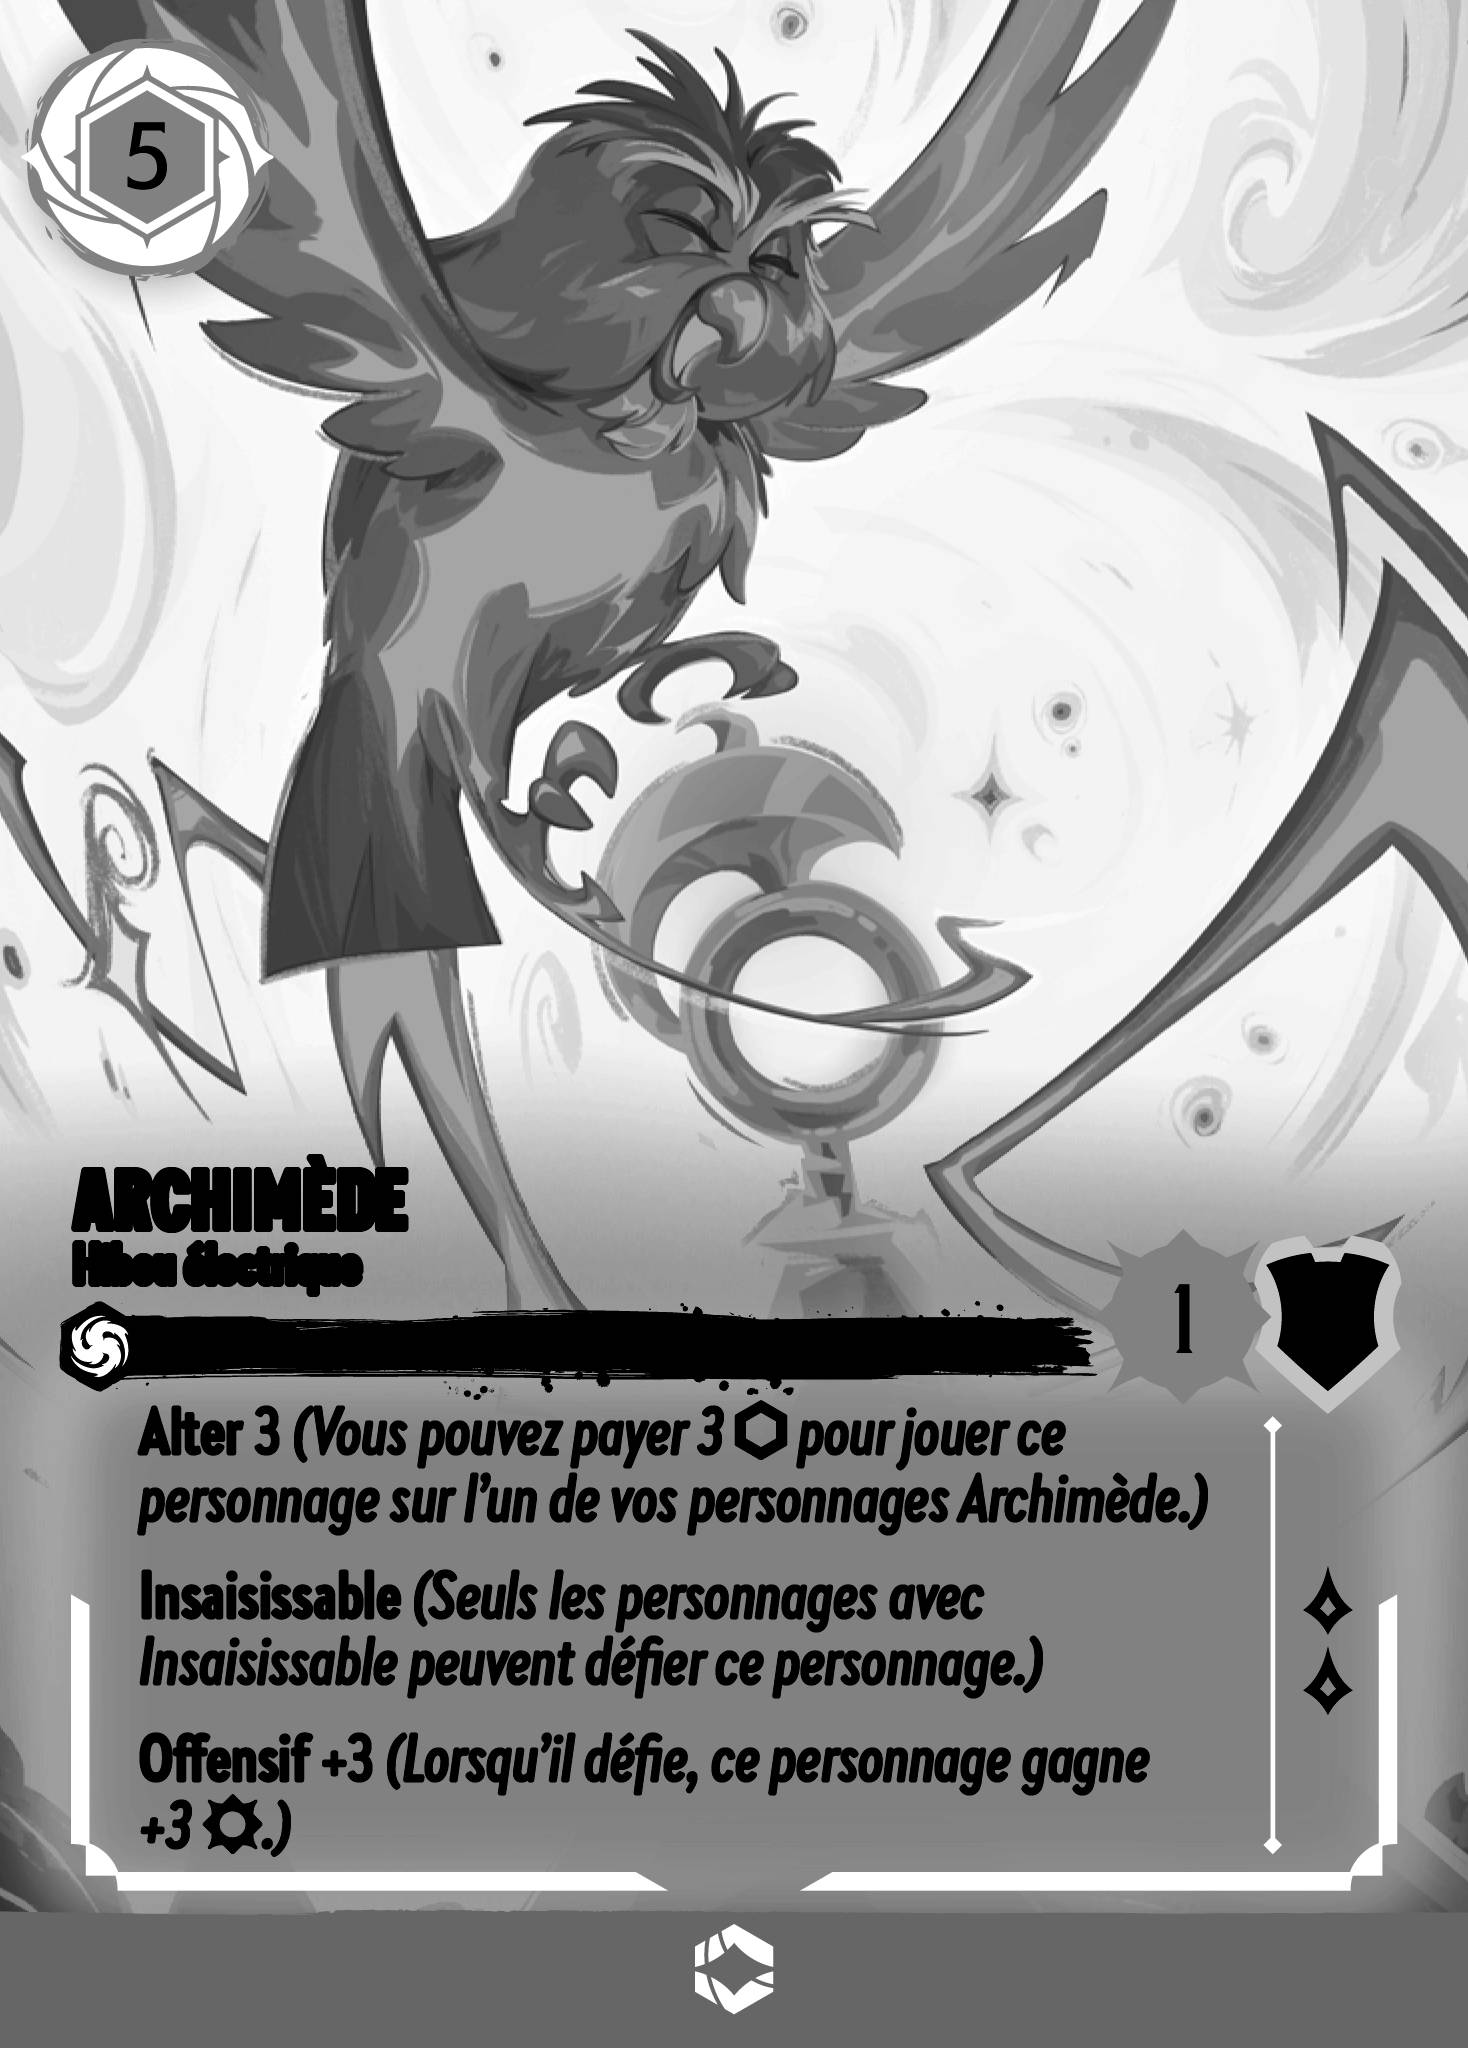 5
ARCHIMÈDE
Hibou électrique
1
Alter 3 (Vous pouvez payer 3 pour jouer ce
personnage sur l’un de vos personnages Archimède.)
Insaisissable (Seuls les personnages avec
Insaisissable peuvent défier ce personnage.)
Offensif +3 (Lorsqu’il défie, ce personnage gagne
+3 .)